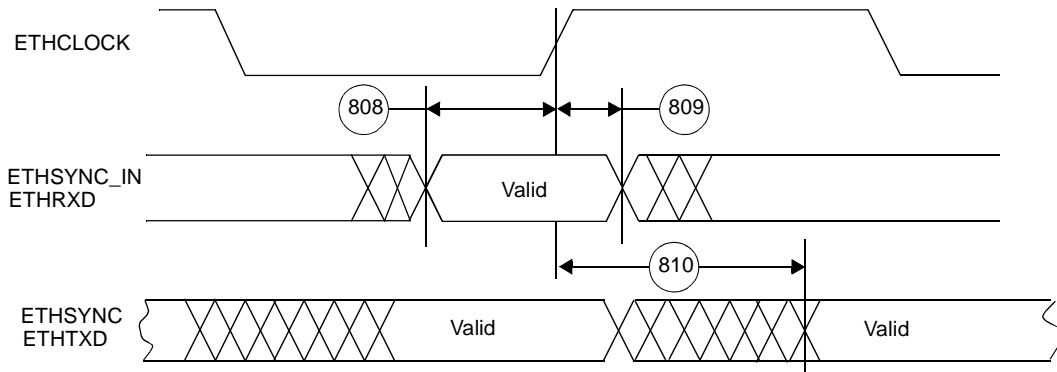 ETHCLOCK
808
809
ETHSYNC_IN
ETHRXD
Valid
810
ETHSYNC
ETHTXD
Valid
Valid